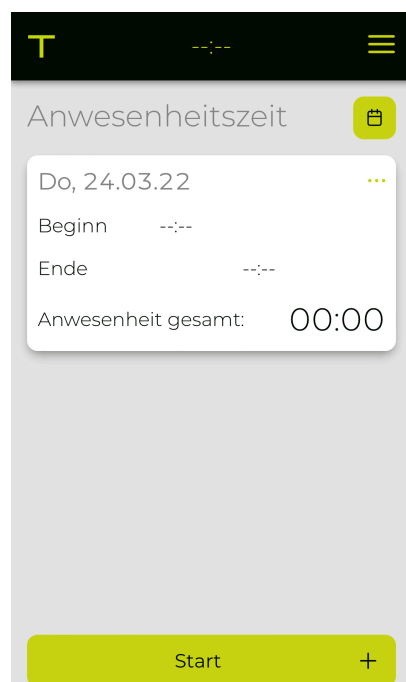 T --:--
Anwesenheitszeit
Do, 24.03.22 ...
Beginn --:--
Ende --:--
Anwesenheit gesamt: 00:00
Start +